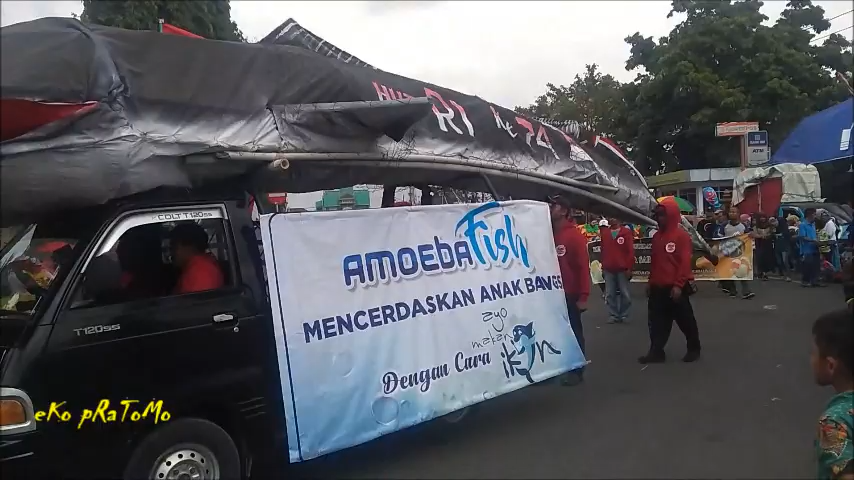 HUT RI Ke 74
COLT T120SS
AMOEBA Fish
MENCERDASKAN ANAK BANGSA
ayo
makan
Dengan Cara ikan
T120SS
ATM
eKo pRaToMo